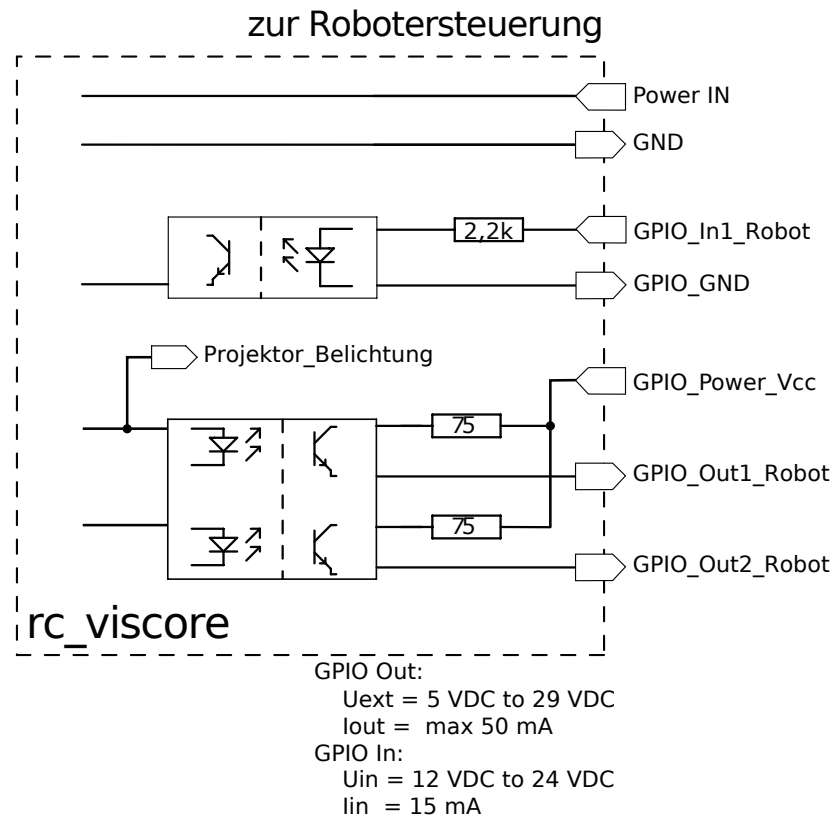 zur Robotersteuerung
Power IN
GND
2,2k
GPIO_In1_Robot
GPIO_GND
Projektor_Belichtung
GPIO_Power_Vcc
75
GPIO_Out1_Robot
75
GPIO_Out2_Robot
rc_viscore
GPIO Out:
Uext = 5 VDC to 29 VDC
Iout = max 50 mA
GPIO In:
Uin = 12 VDC to 24 VDC
Iin = 15 mA